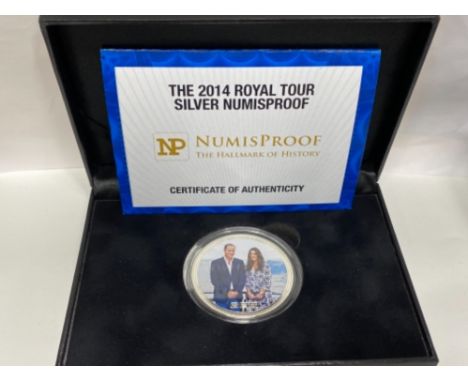 THE 2014 ROYAL TOUR
SILVER NUMISPROOF
NP
NUMISPROOF
THE HALLMARK OF HISTORY
CERTIFICATE OF AUTHENTICITY